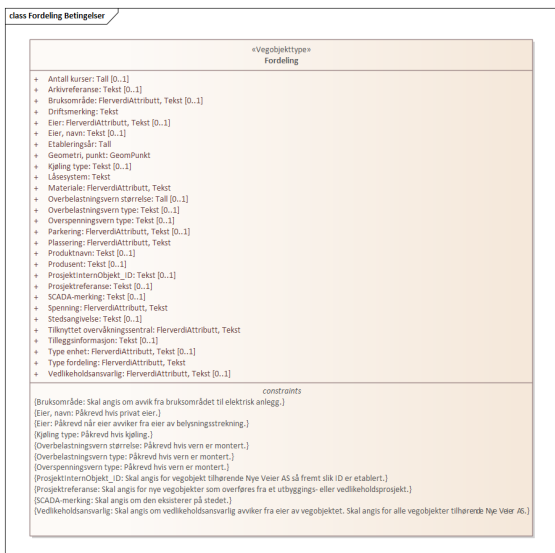 class Fordeling Betingelser
«Vegobjekttype»
Fordeling
+ Antall kurser: Tall [0..1]
+ Arkivreferanse: Tekst [0..1]
+ Bruksområde: FlerverdiAttributt, Tekst [0..1]
+ Driftsmerking: Tekst
+ Eier: FlerverdiAttributt, Tekst [0..1]
+ Eier, navn: Tekst [0..1]
+ Etableringsår: Tall
+ Geometri, punkt: GeomPunkt
+ Kjøling type: Tekst [0..1]
+ Låsesystem: Tekst
+ Materiale: FlerverdiAttributt, Tekst
+ Overbelastningsvern størrelse: Tall [0..1]
+ Overbelastningsvern type: Tekst [0..1]
+ Overspenningsvern type: Tekst [0..1]
+ Parkering: FlerverdiAttributt, Tekst [0..1]
+ Plassering: FlerverdiAttributt, Tekst
+ Produktnavn: Tekst [0..1]
+ Produsent: Tekst [0..1]
+ ProsjektInternObjekt_ID: Tekst [0..1]
+ Prosjektreferanse: Tekst [0..1]
+ SCADA-merking: Tekst [0..1]
+ Spenning: FlerverdiAttributt, Tekst
+ Stedsangivelse: Tekst [0..1]
+ Tilknyttet overvåkningssentral: FlerverdiAttributt, Tekst
+ Tilleggsinformasjon: Tekst [0..1]
+ Type enhet: FlerverdiAttributt, Tekst [0..1]
+ Type fordeling: FlerverdiAttributt, Tekst
+ Vedlikeholdsansvarlig: FlerverdiAttributt, Tekst [0..1]
constraints
{Bruksområde: Skal angis om avvik fra bruksområdet til elektrisk anlegg.}
{Eier, navn: Påkrevd hvis privat eier.}
{Eier: Påkrevd når eier avviker fra eier av belysningsstrekning.}
{Kjøling type: Påkrevd hvis kjøling.}
{Overbelastningsvern størrelse: Påkrevd hvis vern er montert.}
{Overbelastningsvern type: Påkrevd hvis vern er montert.}
{Overspenningsvern type: Påkrevd hvis vern er montert.}
{ProsjektInternObjekt_ID: Skal angis for vegobjekt tilhørende Nye Veier AS så fremt slik ID er etablert.}
{Prosjektreferanse: Skal angis for nye vegobjekter som overføres fra et utbyggings- eller vedlikeholdsprosjekt.}
{SCADA-merking: Skal angis om den eksisterer på stedet.}
{Vedlikeholdsansvarlig: Skal angis om vedlikeholdsansvarlig avviker fra eier av vegobjektet. Skal angis for alle vegobjekter tilhørende Nye Veier AS.}